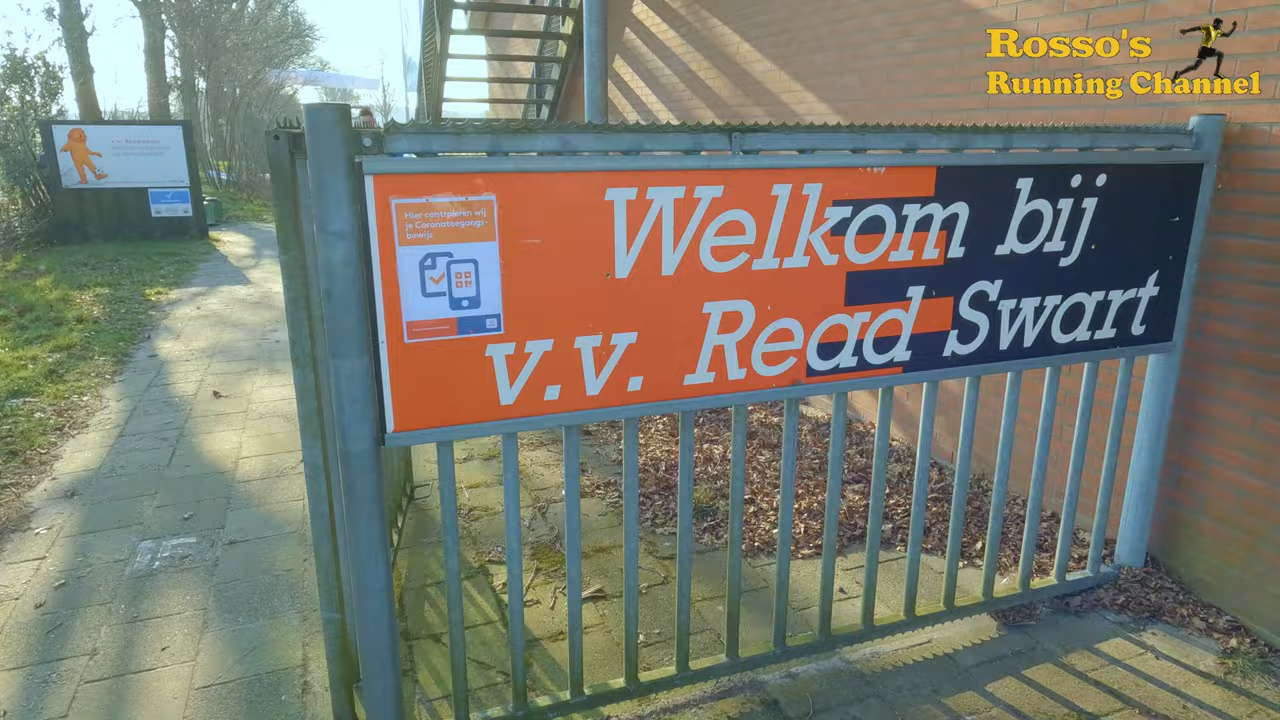 Rosso's
Running Channel
Welkom bij
v.v. Read Swart
Hier controleren wij
je Coronatoegangs-
bewijs